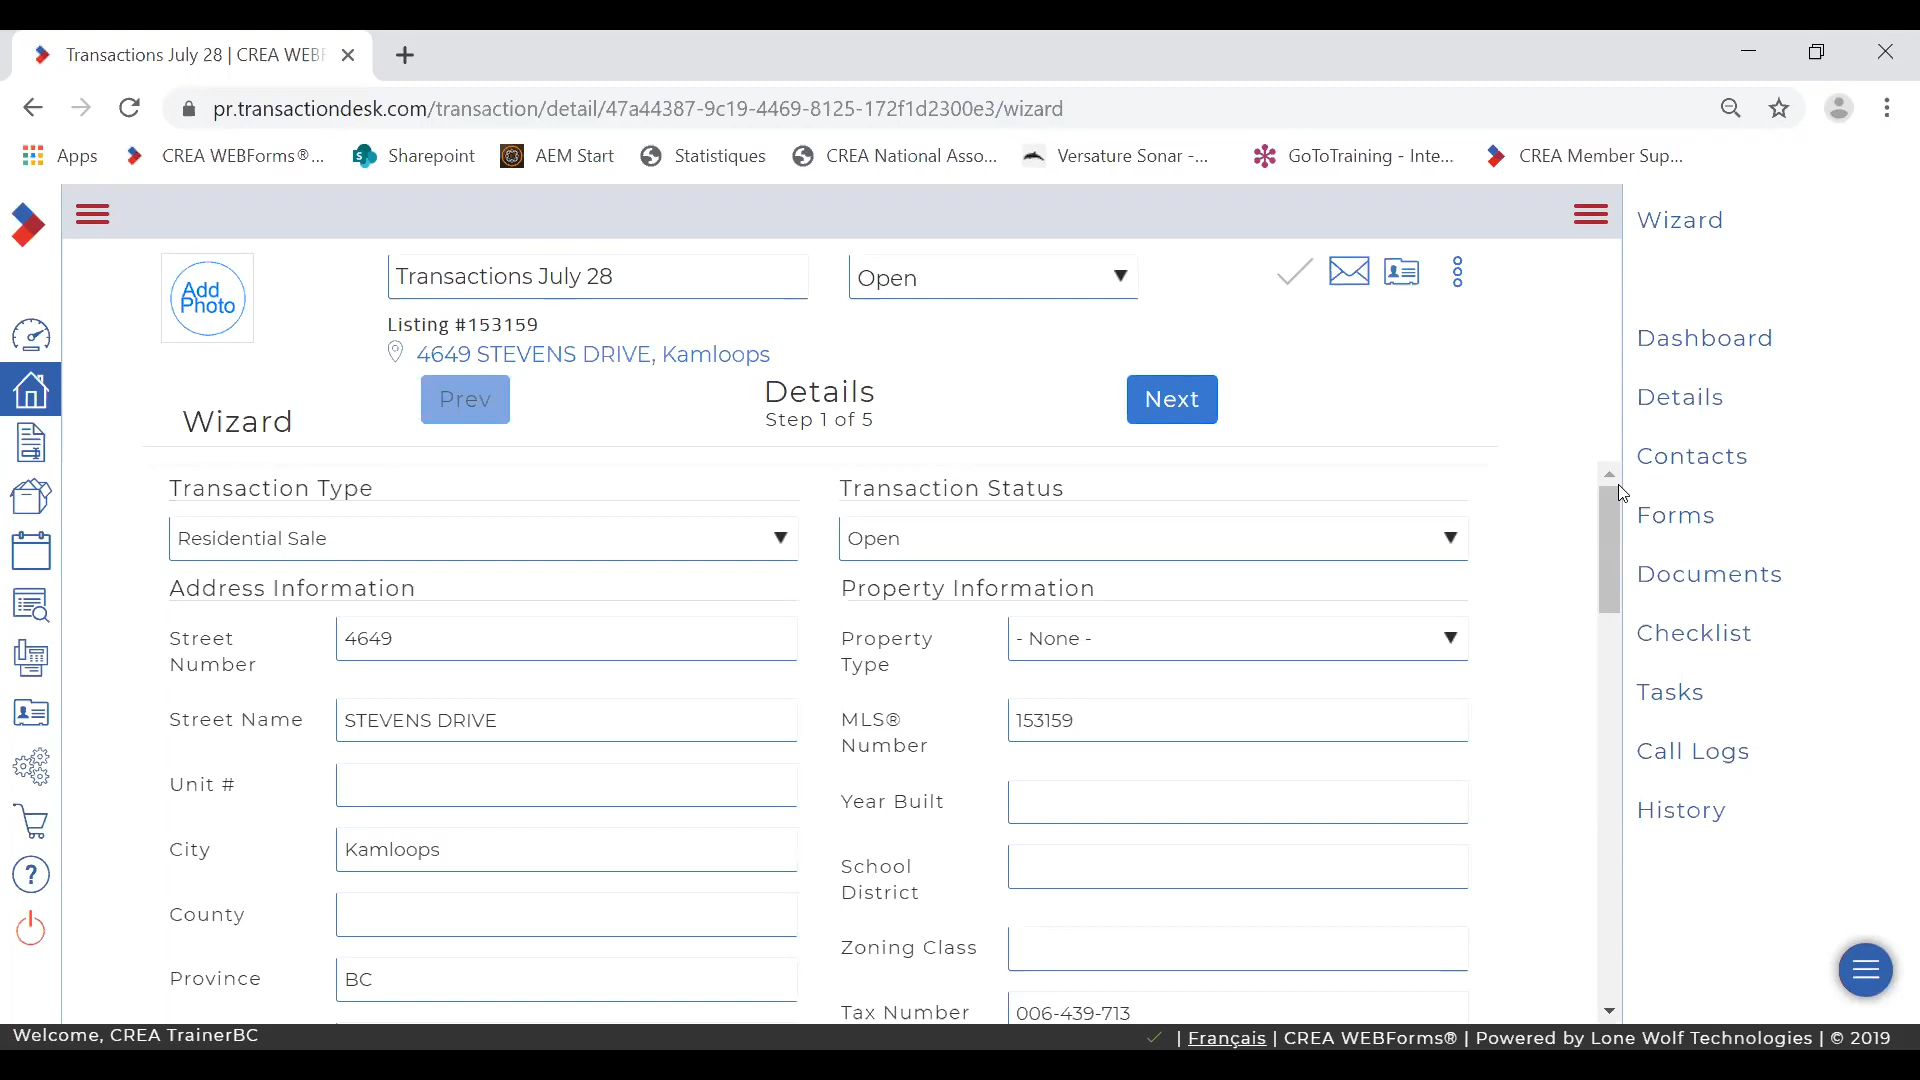 Transactions July 28 | CREA WEBF
pr.transactiondesk.com/transaction/detail/47a44387-9c19-4469-8125-172f1d2300e3/wizard
Apps
CREA WEBForms®...
Sharepoint
AEM Start
Statistiques
CREA National Asso...
Versature Sonar -...
GoToTraining - Inte...
CREA Member Sup...
Add
Photo
Transactions July 28
Open
Listing #153159
4649 STEVENS DRIVE, Kamloops
Wizard
Prev
Details
Step 1 of 5
Next
Transaction Type
Residential Sale
Transaction Status
Open
Address Information
Street
Number
4649
Street Name
STEVENS DRIVE
Unit #
City
Kamloops
County
Province
BC
Property Information
Property
Type
- None -
MLS®
Number
153159
Year Built
School
District
Zoning Class
Tax Number
006-439-713
Wizard
Dashboard
Details
Contacts
Forms
Documents
Checklist
Tasks
Call Logs
History
Welcome, CREA TrainerBC
| Français | CREA WEBForms® | Powered by Lone Wolf Technologies | © 2019